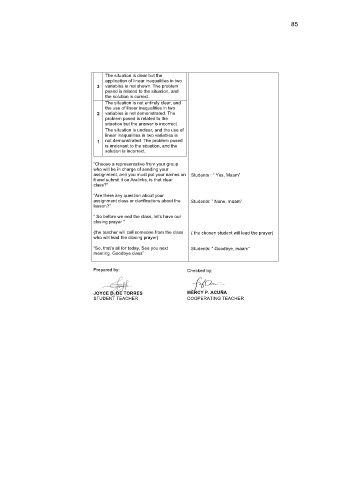 85
The situation is clear but the
application of linear inequalities in two
3 variables is not shown. The problem
posed is related to the situation, and
the solution is correct.
The situation is not entirely clear, and
the use of linear inequalities in two
2 variables is not demonstrated. The
problem posed is related to the
situation but the answer is incorrect.
The situation is unclear, and the use of
linear inequalities in two variables is
1 not demonstrated. The problem posed
is irrelevant to the situation, and the
solution is incorrect.
"Choose a representative from your group
who will be in charge of sending your
assignment, and you must put your names on
it and submit it on            , is that clear
class?"
Students : " Yes, Maam"
"Are there any question about your
assignment class or clarifications about the
lesson?"
Students: " None, maam"
" So before we end the class, let's have our
closing prayer "
(the teacher will call someone from the class
who will lead the closing prayer)
( the chosen student will lead the prayer)
"So, that's all for today. See you next
meeting. Goodbye class"
Students: " Goodbye, maam"
Prepared by:
Checked by:
JOYCE D. DE TORRES
STUDENT TEACHER
MERCY P. ACUÑA
COOPERATING TEACHER